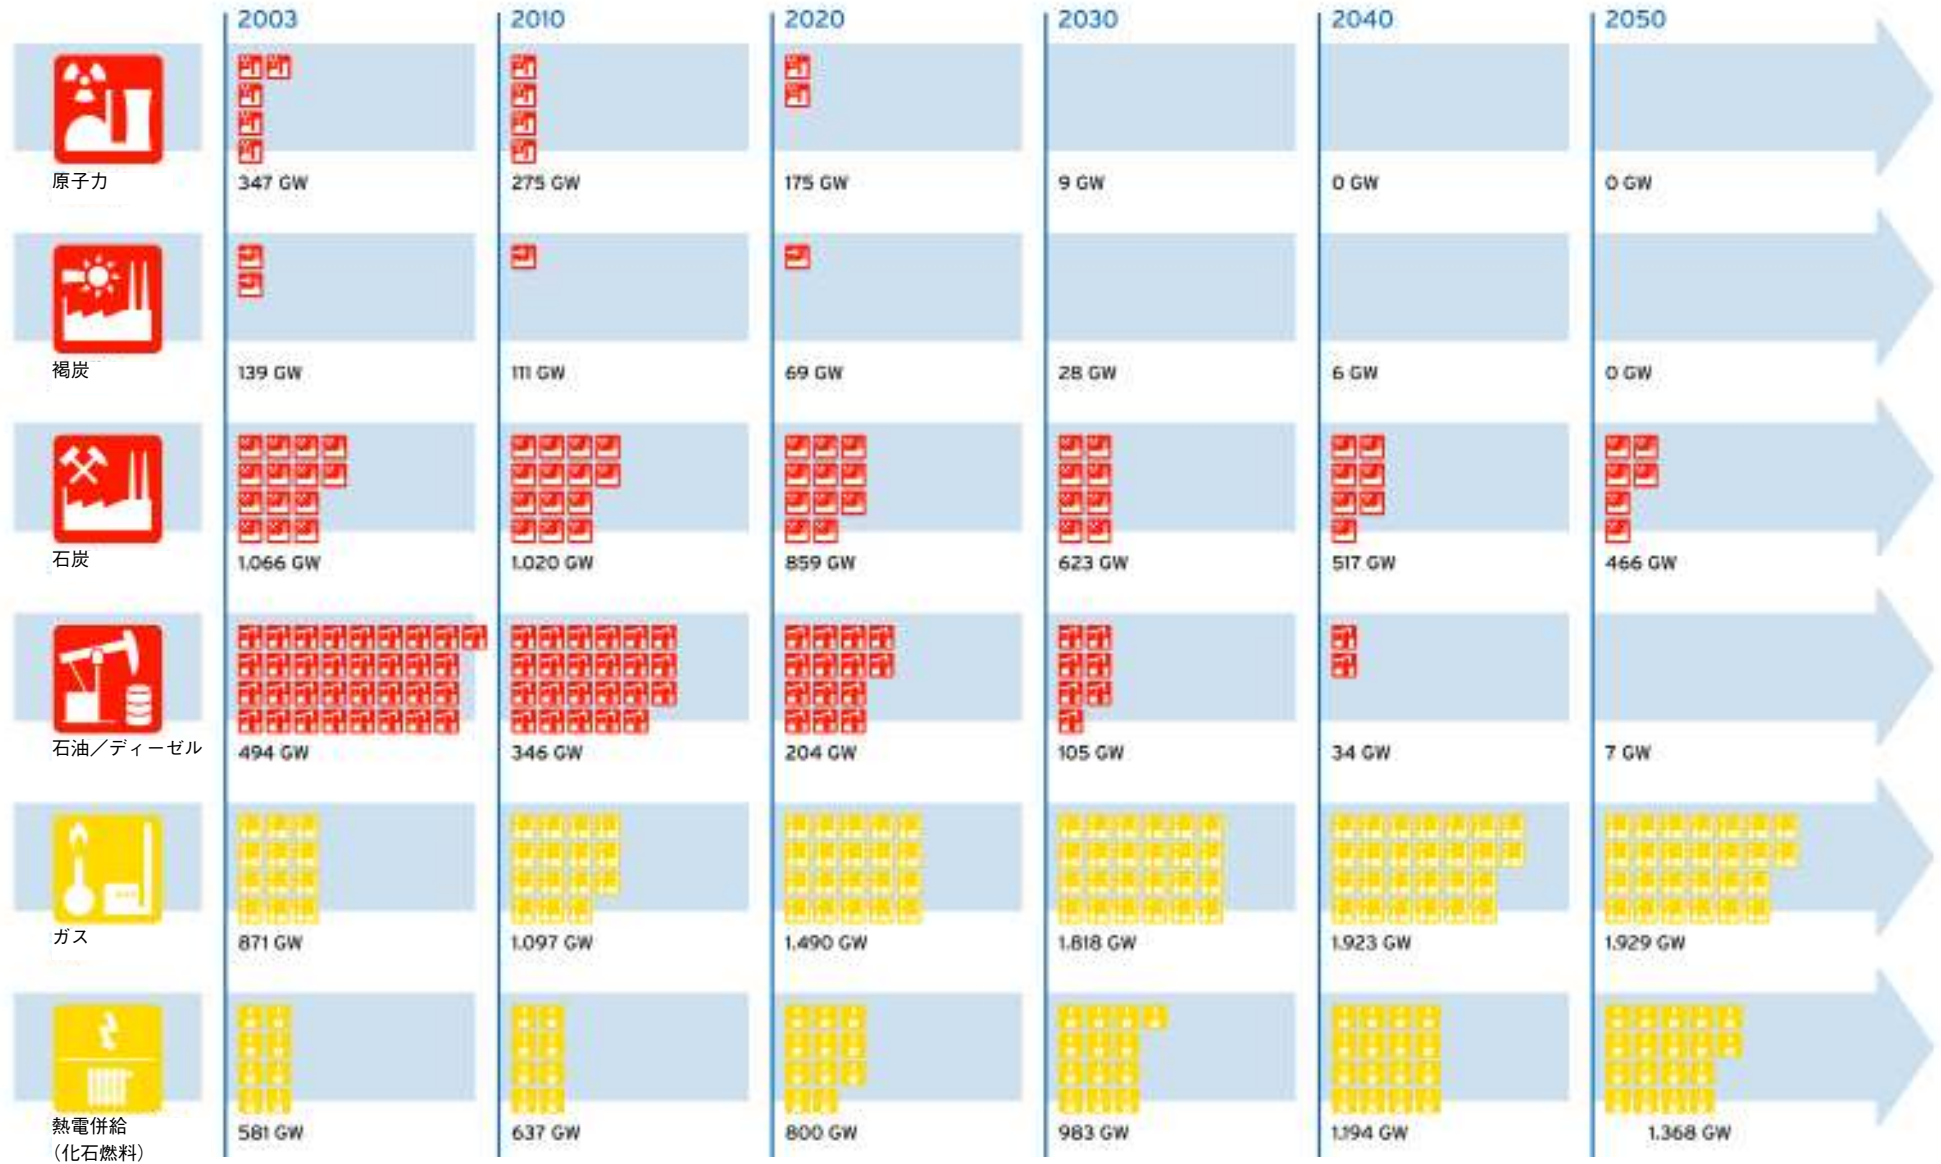 2003 2010 2020 2030 2040 2050
原子力
347 GW 275 GW 175 GW 9 GW 0 GW 0 GW
褐炭
139 GW 111 GW 69 GW 28 GW 6 GW 0 GW
石炭
1.066 GW 1.020 GW 859 GW 623 GW 517 GW 466 GW
石油／ディーゼル
494 GW 346 GW 204 GW 105 GW 34 GW 7 GW
ガス
871 GW 1.097 GW 1.490 GW 1.818 GW 1.923 GW 1.929 GW
熱電併給
（化石燃料）
581 GW 637 GW 800 GW 983 GW 1.194 GW 1.368 GW